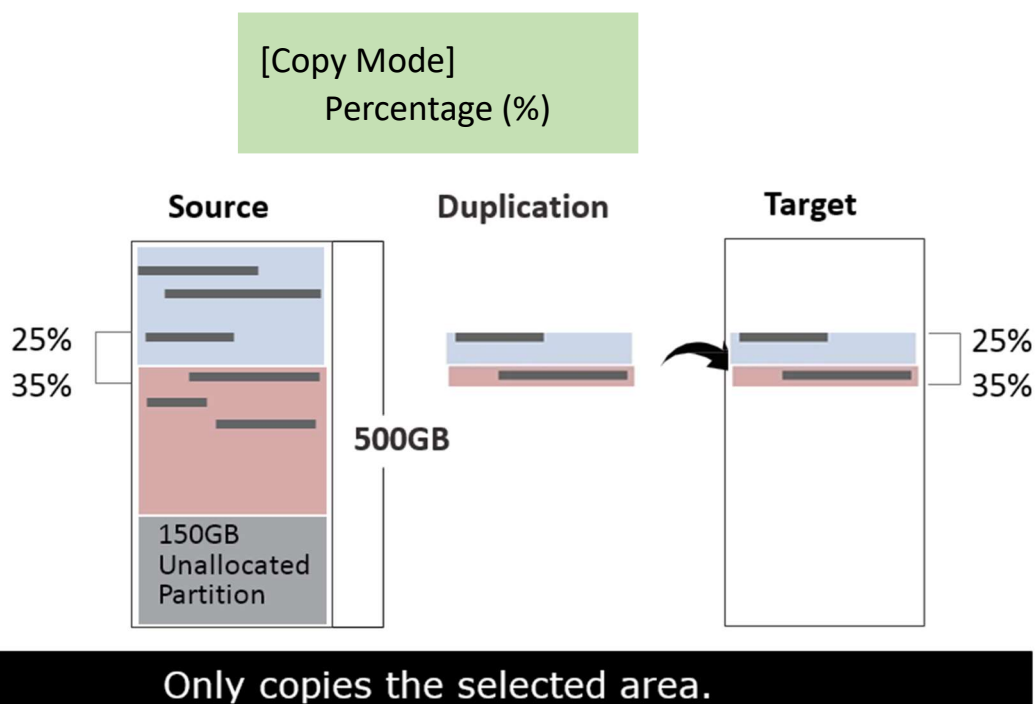 [Copy Mode]
Percentage (%)
Source
Duplication
Target
25%
35%
500GB
25%
35%
150GB
Unallocated
Partition
Only copies the selected area.